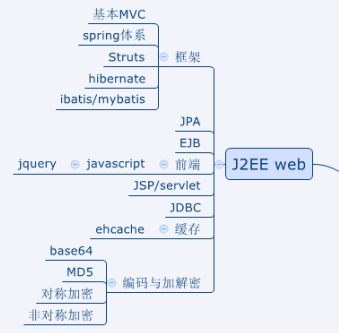 基本MVC
spring体系
Struts
框架
hibernate
ibatis/mybatis
JPA
EJB
jquery
javascript
前端
J2EE web
JSP/servlet
JDBC
ehcache
缓存
base64
MD5
编码与加解密
对称加密
非对称加密